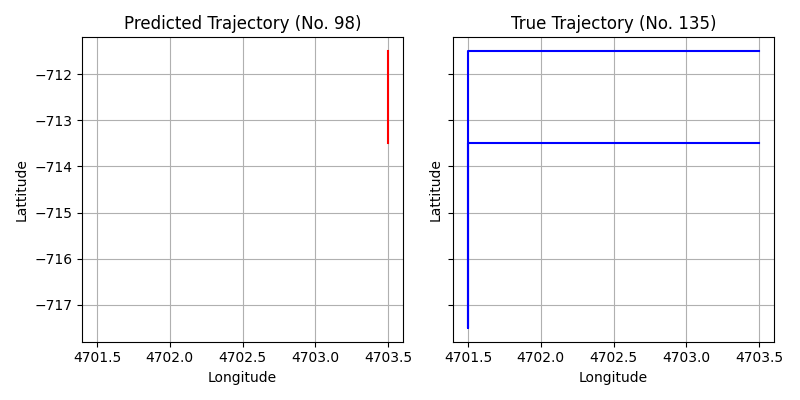 Predicted Trajectory (No. 98)
True Trajectory (No. 135)
Lattitude
−712
−713
−714
−715
−716
−717
4701.5 4702.0 4702.5 4703.0 4703.5
Longitude
Lattitude
4701.5 4702.0 4702.5 4703.0 4703.5
Longitude